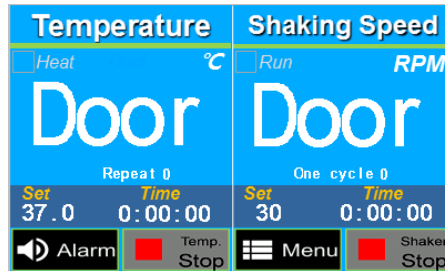 Temperature
Heat
°C
Door
Repeat 0
Set Time
37.0 0:00:00
Alarm
Temp.
Stop
Shaking Speed
Run
RPM
Door
One cycle 0
Set Time
30 0:00:00
Menu
Shaker
Stop